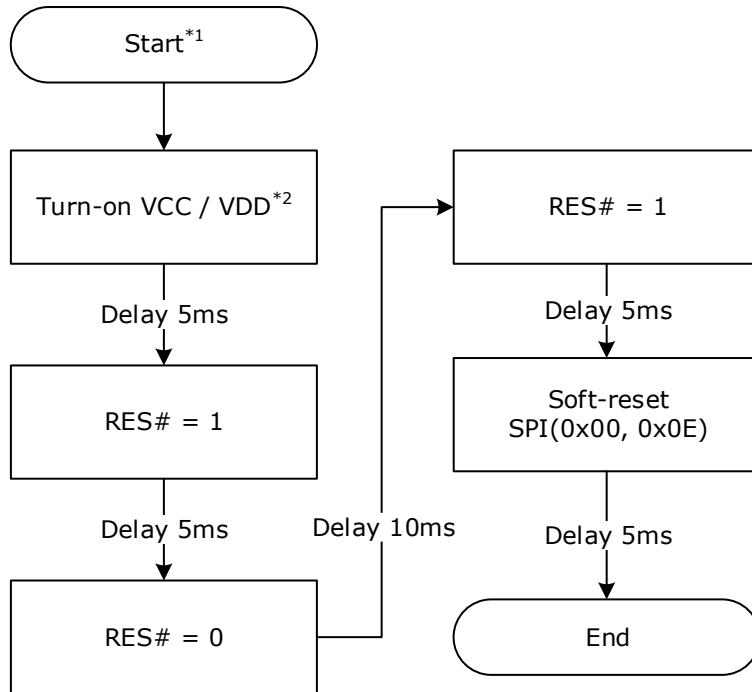 Start*1
Turn-on VCC / VDD*2
Delay 5ms
RES# = 1
Delay 5ms
RES# = 0
Delay 10ms
RES# = 1
Delay 5ms
Soft-reset
SPI(0x00, 0x0E)
Delay 5ms
End